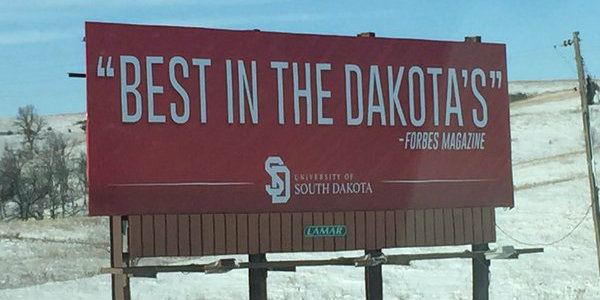 “BEST IN THE DAKOTA'S”
-FORBES MAGAZINE
SD
UNIVERSITY OF
SOUTH DAKOTA
LAMAR